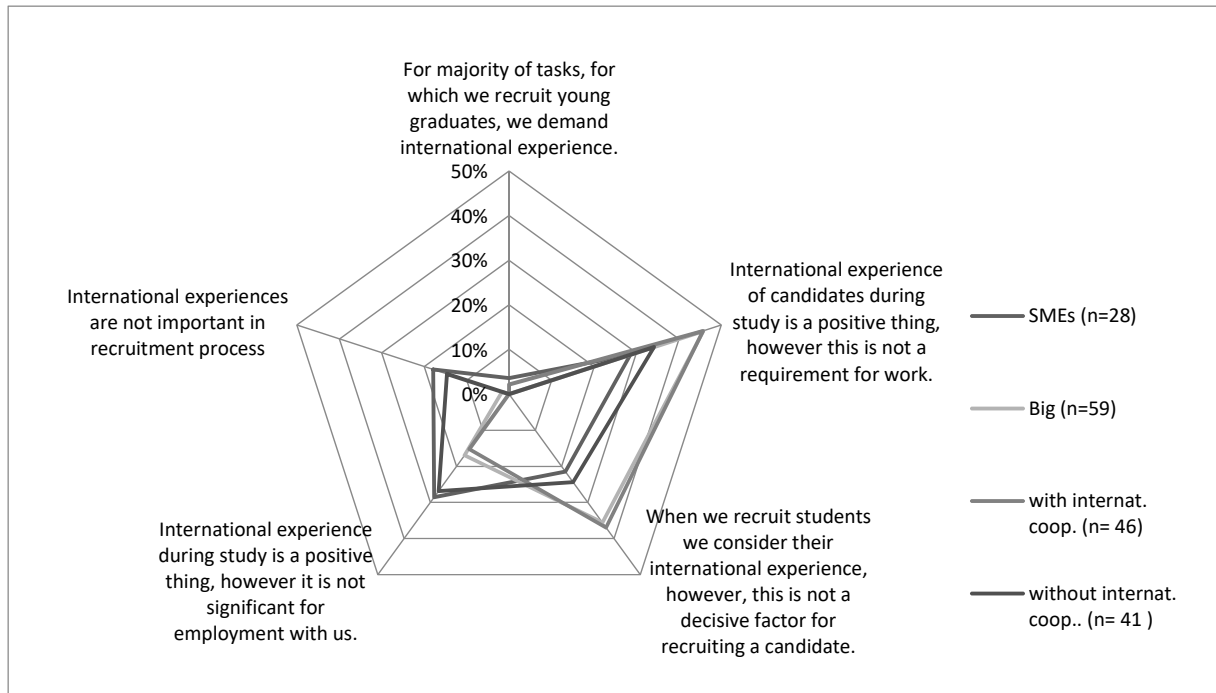 For majority of tasks, for
which we recruit young
graduates, we demand
international experience.
50%
40%
30%
20%
10%
0%
International experience
of candidates during
study is a positive thing,
however this is not a
requirement for work.
When we recruit students
we consider their
international experience,
however, this is not a
decisive factor for
recruiting a candidate.
International experience
during study is a positive
thing, however it is not
significant for
employment with us.
International experiences
are not important in
recruitment process
SMEs (n=28)
Big (n=59)
with internat.
coop. (n= 46)
without internat.
coop.. (n= 41 )